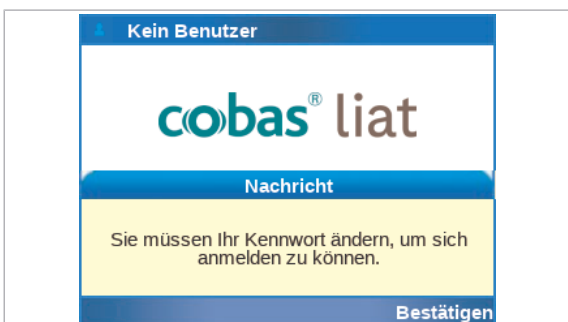 Kein Benutzer
cobas® liat
Nachricht
Sie müssen Ihr Kennwort ändern, um sich
anmelden zu können.
Bestätigen